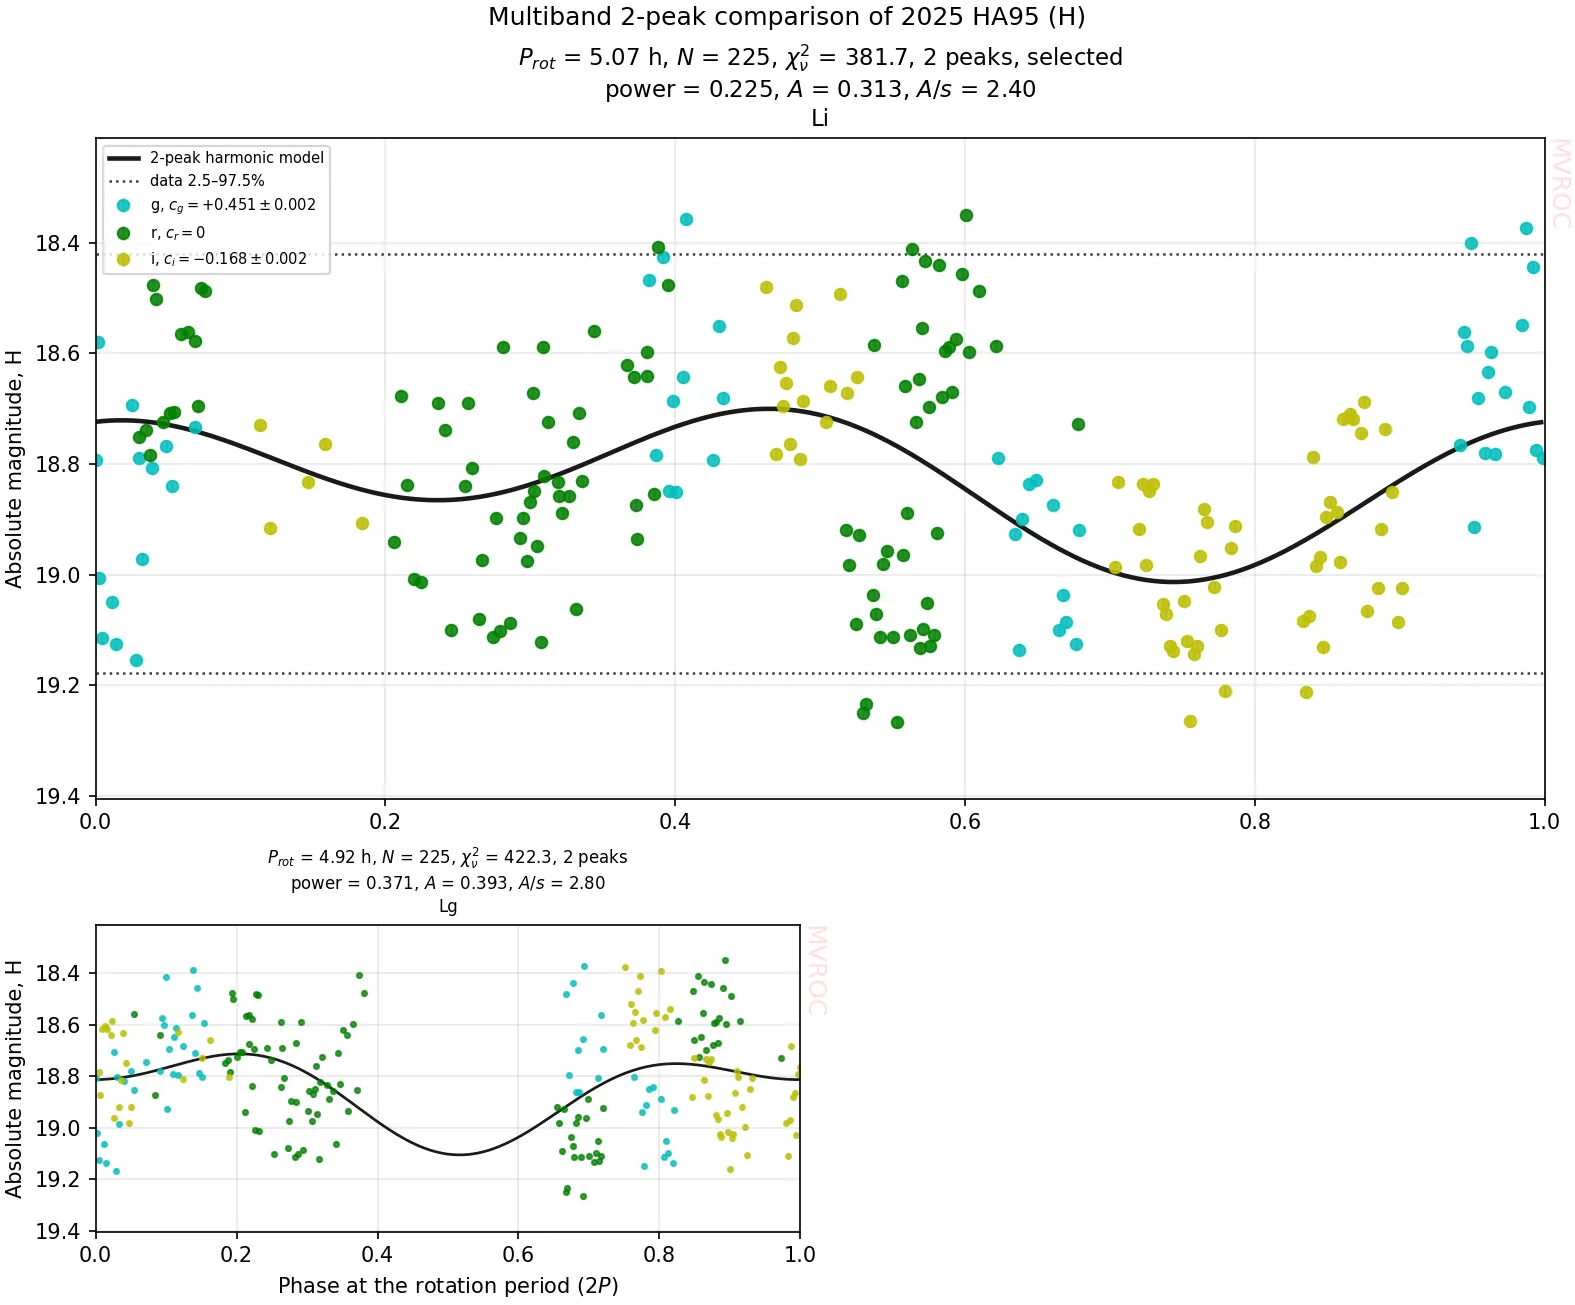 Multiband 2-peak comparison of 2025 HA95 (H)
P_rot = 5.07 h, N = 225, χ²_ν = 381.7, 2 peaks, selected
power = 0.225, A = 0.313, A/s = 2.40
Li
2-peak harmonic model
data 2.5–97.5%
g, c_g = +0.451 ± 0.002
r, c_r = 0
i, c_i = −0.168 ± 0.002
MVROC
Absolute magnitude, H
18.4
18.6
18.8
19.0
19.2
19.4
0.0 0.2 0.4 0.6 0.8 1.0
P_rot = 4.92 h, N = 225, χ²_ν = 422.3, 2 peaks
power = 0.371, A = 0.393, A/s = 2.80
Lg
MVROC
Absolute magnitude, H
18.4
18.6
18.8
19.0
19.2
19.4
0.0 0.2 0.4 0.6 0.8 1.0
Phase at the rotation period (2P)